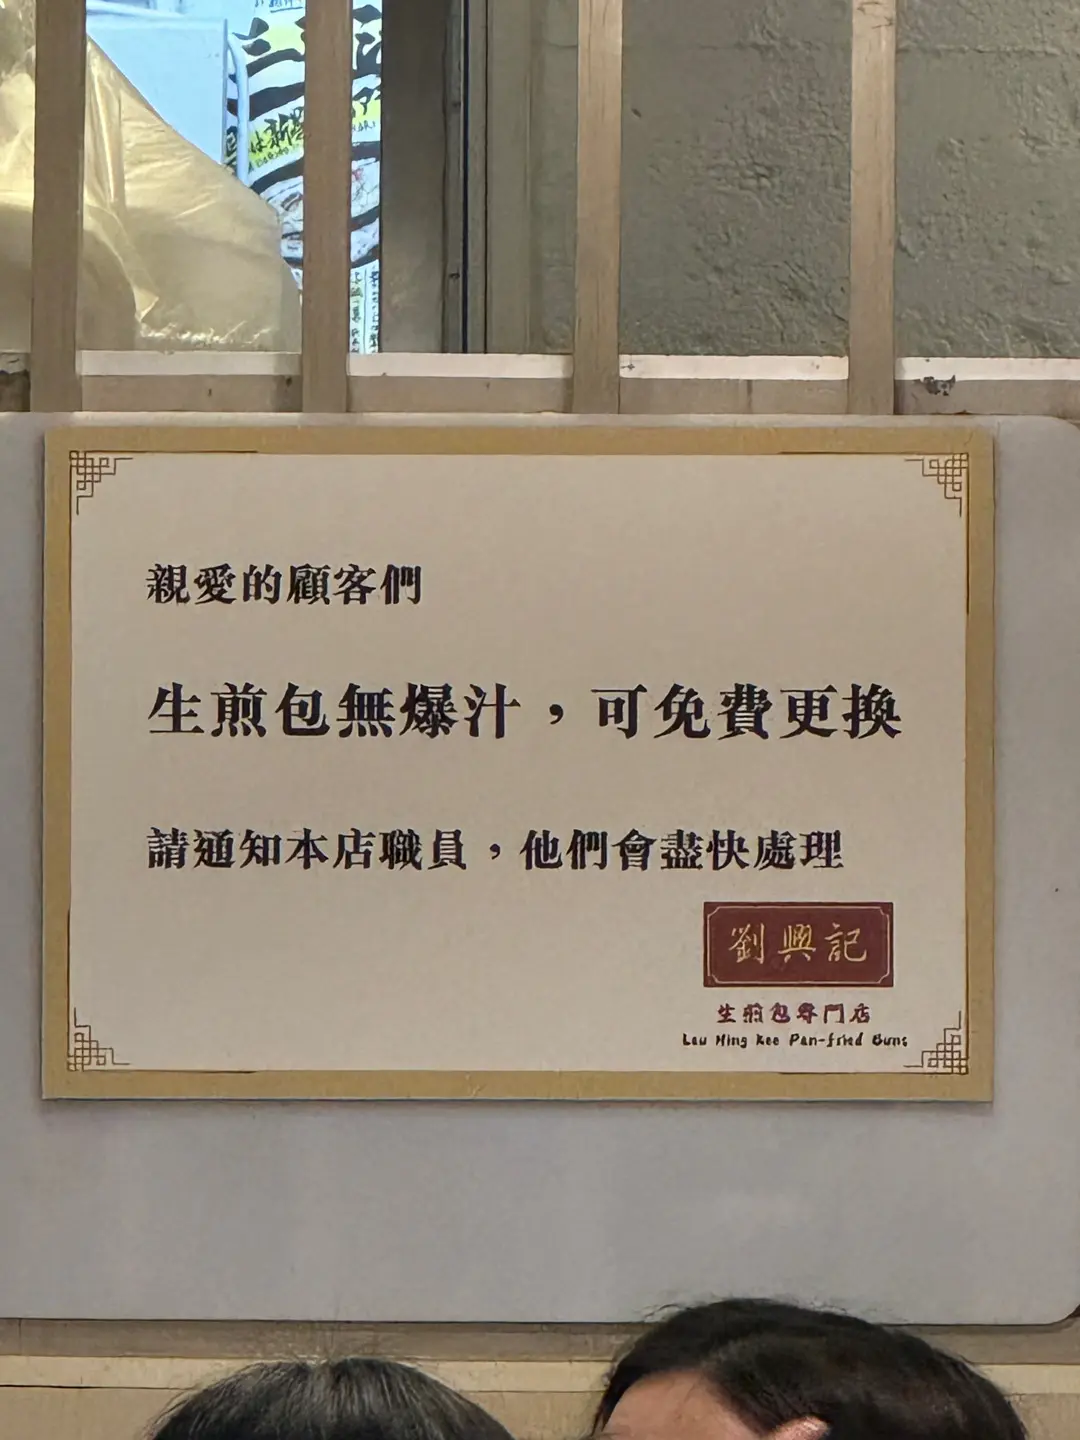 親愛的顧客們
生煎包無爆汁，可免費更換
請通知本店職員，他們會盡快處理
劉興記
生煎包專門店
Lau Hing Kee Pan-fried Buns